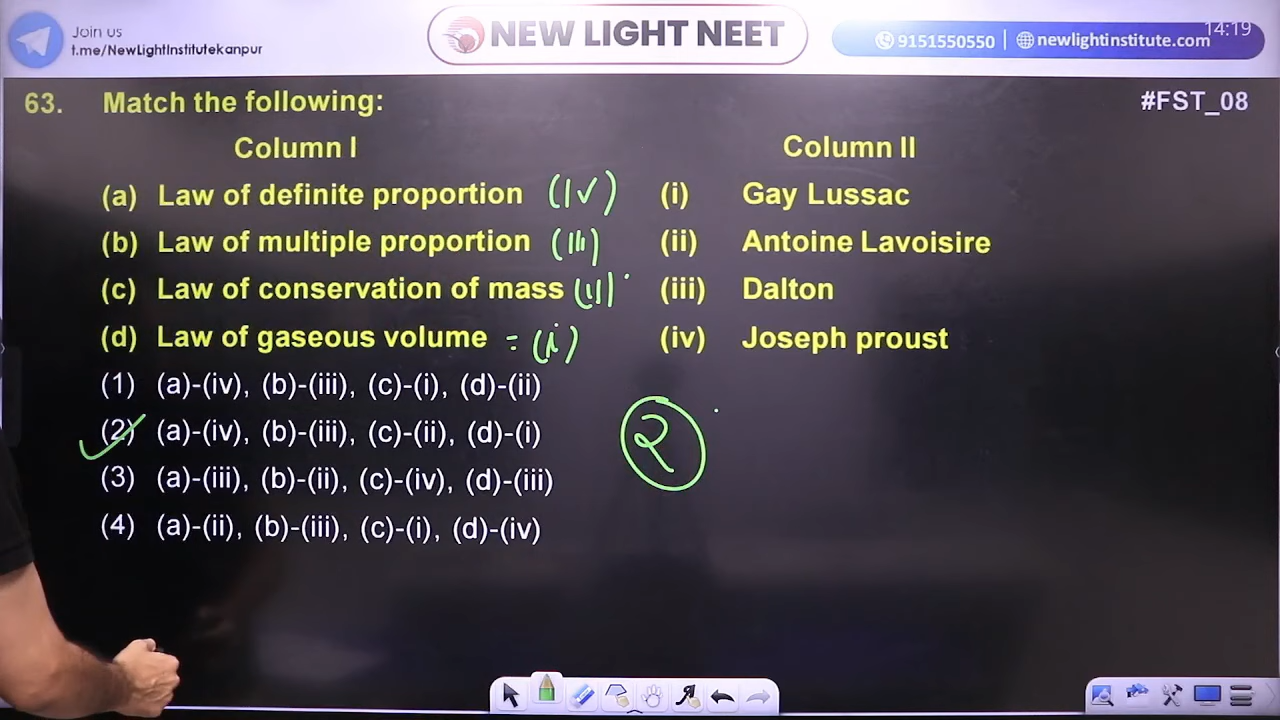 Join us
t.me/NewLightInstitutekanpur
NEW LIGHT NEET
9151550550 | newlightinstitute.com
14:19
63. Match the following:
#FST_08
Column I Column II
(a) Law of definite proportion (iv) (i) Gay Lussac
(b) Law of multiple proportion (iii) (ii) Antoine Lavoisire
(c) Law of conservation of mass (ii) (iii) Dalton
(d) Law of gaseous volume = (i) (iv) Joseph proust
(1) (a)-(iv), (b)-(iii), (c)-(i), (d)-(ii)
(2) (a)-(iv), (b)-(iii), (c)-(ii), (d)-(i)
२
(3) (a)-(iii), (b)-(ii), (c)-(iv), (d)-(iii)
(4) (a)-(ii), (b)-(iii), (c)-(i), (d)-(iv)